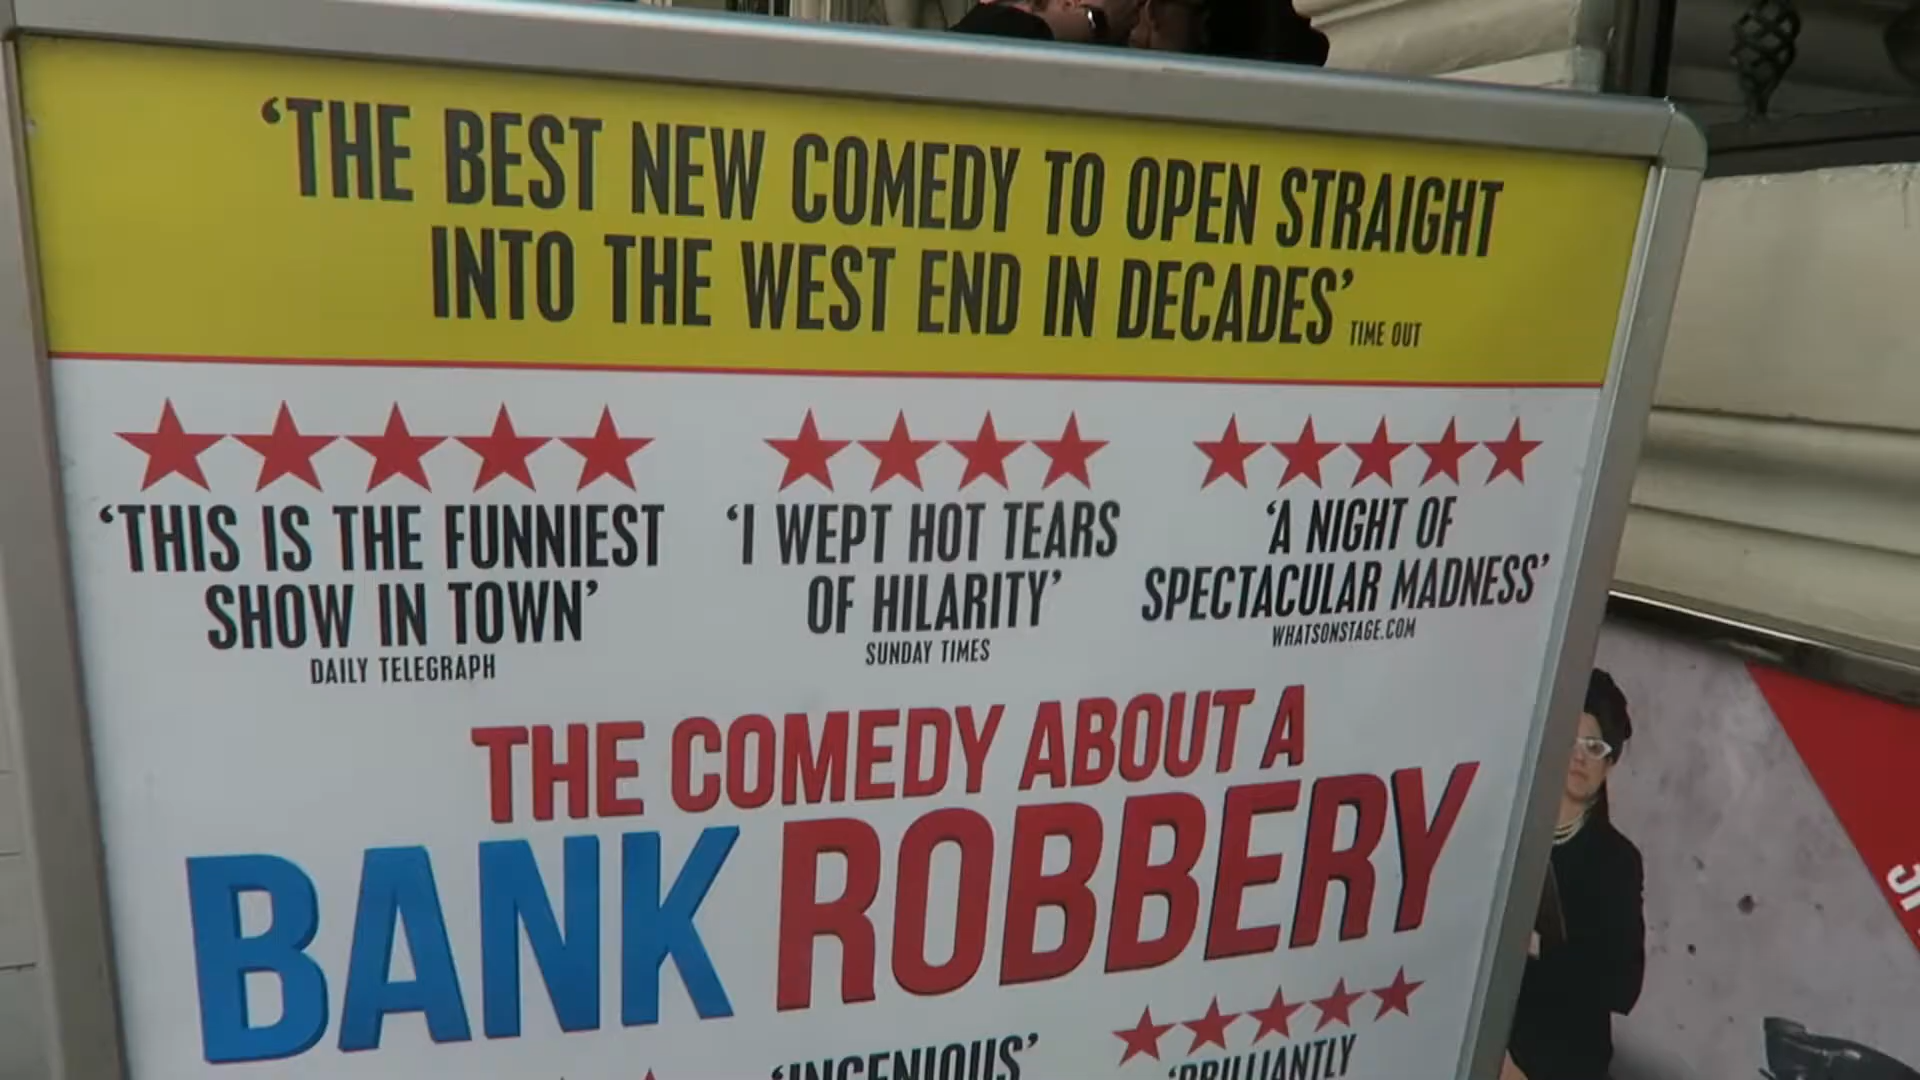 ‘THE BEST NEW COMEDY TO OPEN STRAIGHT
INTO THE WEST END IN DECADES’ TIME OUT
‘THIS IS THE FUNNIEST
SHOW IN TOWN’
DAILY TELEGRAPH
‘I WEPT HOT TEARS
OF HILARITY’
SUNDAY TIMES
‘A NIGHT OF
SPECTACULAR MADNESS’
WHATSONSTAGE.COM
THE COMEDY ABOUT A
BANK ROBBERY
‘INGENIOUS’
‘BRILLIANTLY